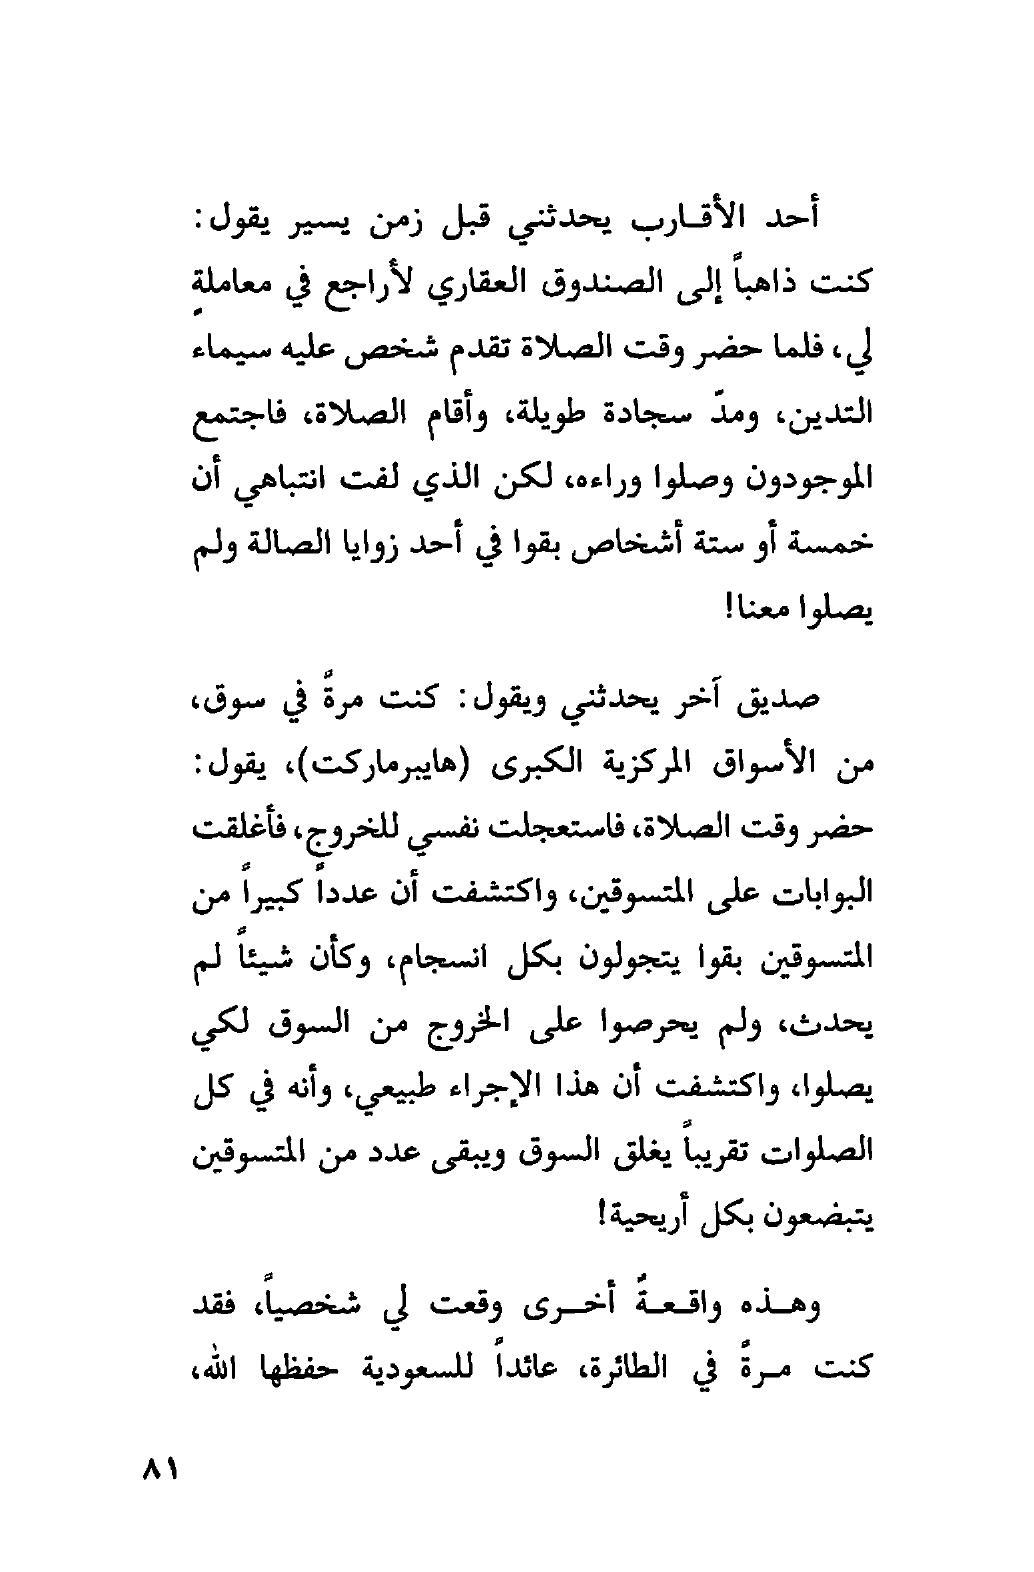 أحد الأقارب يحدثني قبل زمن يسير يقول:
كنت ذاهباً إلى الصندوق العقاري لأراجع في معاملةٍ
لي، فلما حضر وقت الصلاة تقدم شخص عليه سيماء
التدين، ومدّ سجادة طويلة، وأقام الصلاة، فاجتمع
الموجودون وصلوا وراءه، لكن الذي لفت انتباهي أن
خمسة أو ستة أشخاص بقوا في أحد زوايا الصالة ولم
يصلوا معنا!
صديق آخر يحدثني ويقول: كنت مرةً في سوق،
من الأسواق المركزية الكبرى (هايبرماركت)، يقول:
حضر وقت الصلاة، فاستعجلت نفسي للخروج، فأغلقت
البوابات على المتسوقين، واكتشفت أن عدداً كبيراً من
المتسوقين بقوا يتجولون بكل انسجام، وكأن شيئاً لم
يحدث، ولم يحرصوا على الخروج من السوق لكي
يصلوا، واكتشفت أن هذا الإجراء طبيعي، وأنه في كل
الصلوات تقريباً يغلق السوق ويبقى عدد من المتسوقين
يتبضعون بكل أريحية!
وهذه واقعةٌ أخرى وقعت لي شخصياً، فقد
كنت مرةً في الطائرة، عائداً للسعودية حفظها الله،
٨١